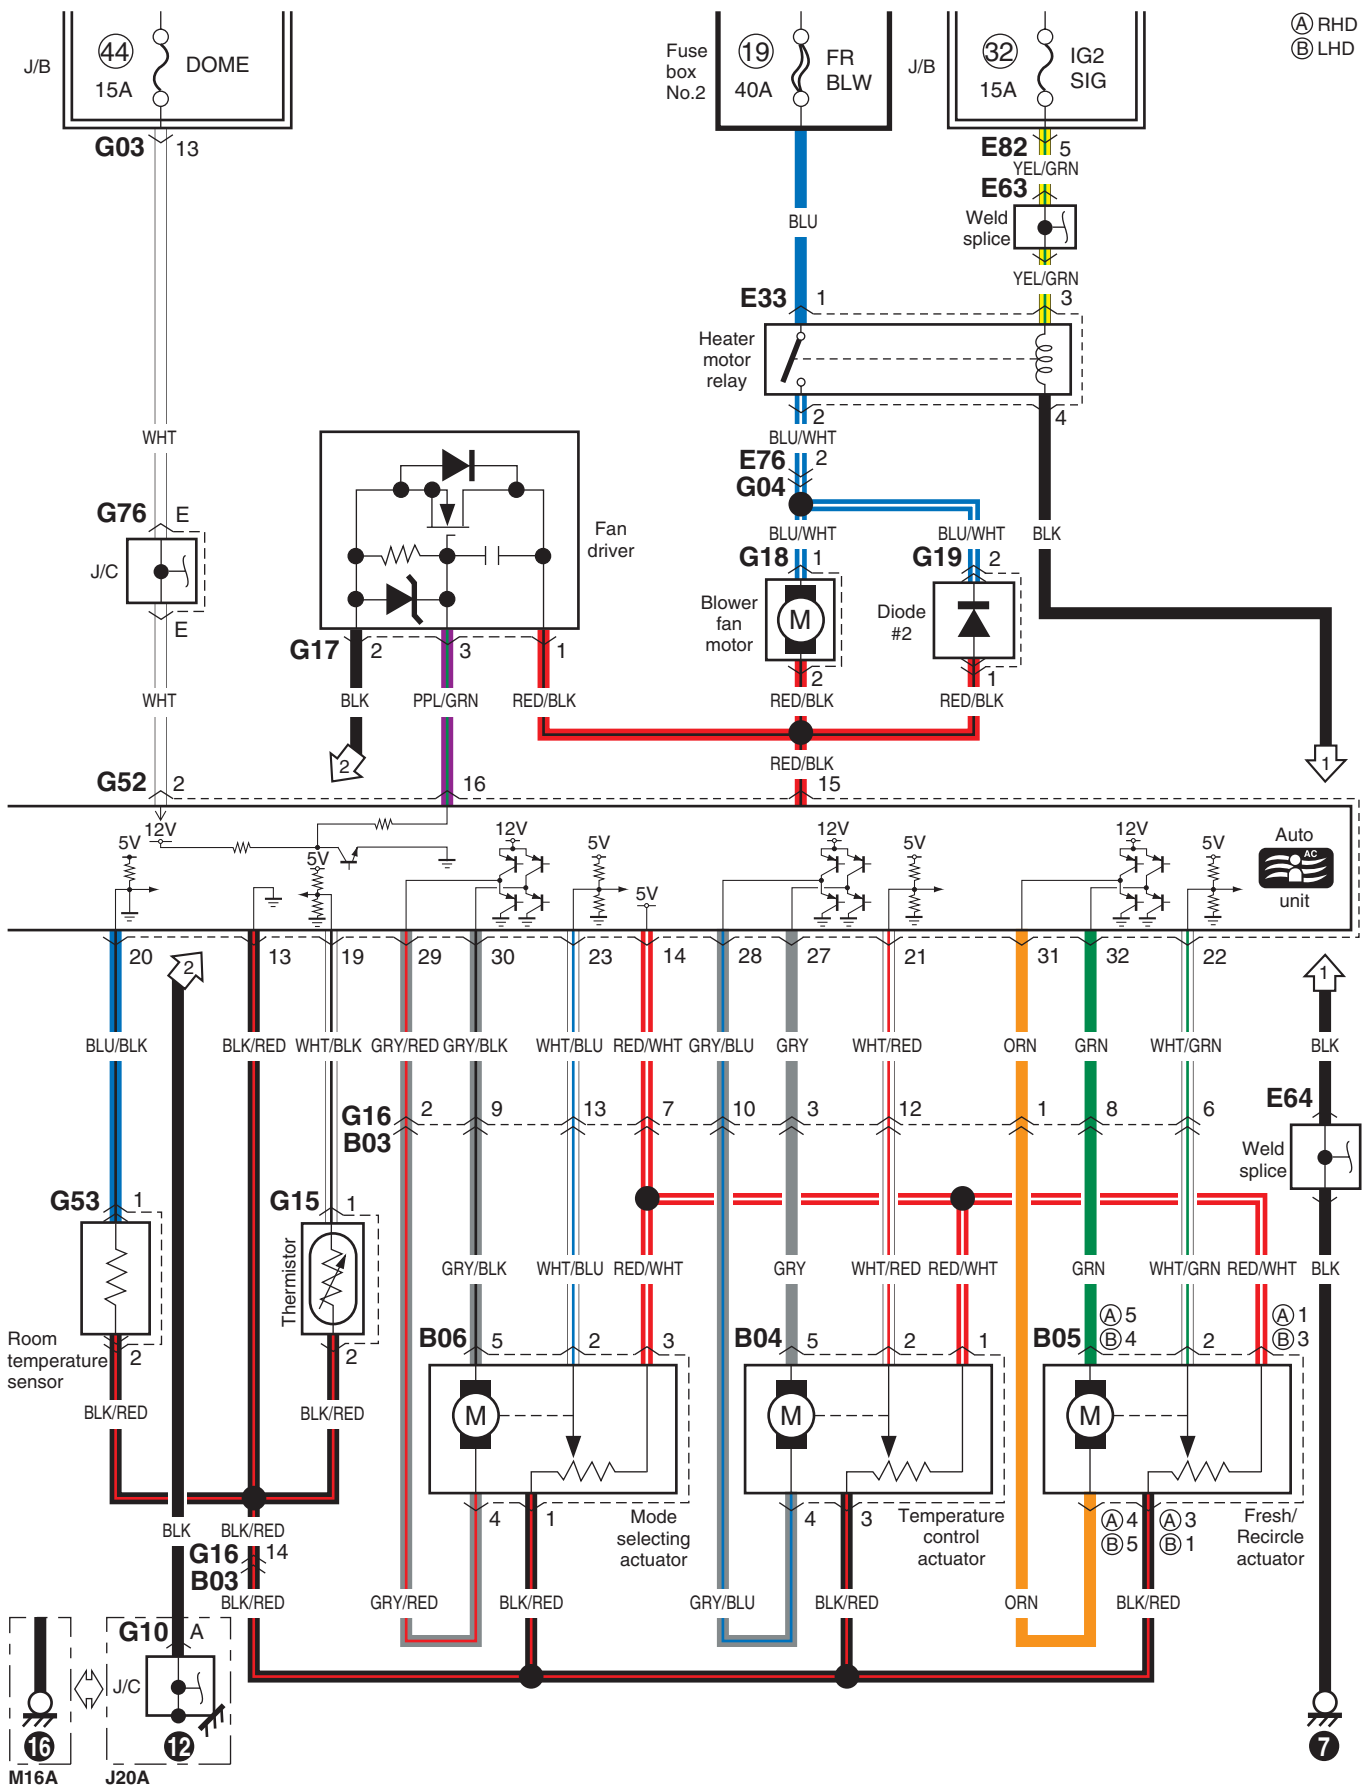 Ⓐ RHD
Ⓑ LHD
J/B
44
15A
DOME
Fuse
box
No.2
19
40A
FR
BLW
J/B
32
15A
IG2
SIG
G03 13
E82 5
YEL/GRN
E63
Weld
splice
BLU
YEL/GRN
E33 1
3
Heater
motor
relay
2
4
WHT
BLU/WHT
E76 2
G04
G76 E
J/C
E
Fan
driver
BLU/WHT
BLU/WHT
BLK
G18 1
G19 2
Blower
fan
motor
M
Diode
#2
G17 2
3
1
2
1
WHT
BLK
PPL/GRN
RED/BLK
RED/BLK
RED/BLK
2
RED/BLK
1
G52 2
16
15
12V
5V
5V
12V
5V
5V
12V
5V
12V
5V
Auto
AC
unit
20
2
13
19
29
30
23
14
28
27
21
31
32
22
1
BLU/BLK
BLK/RED
WHT/BLK
GRY/RED
GRY/BLK
WHT/BLU
RED/WHT
GRY/BLU
GRY
WHT/RED
ORN
GRN
WHT/GRN
BLK
G16
B03
2
9
13
7
10
3
12
1
8
6
E64
Weld
splice
G53 1
G15 1
Thermistor
GRY/BLK
WHT/BLU
RED/WHT
GRY
WHT/RED
RED/WHT
GRN
WHT/GRN
RED/WHT
BLK
Room
temperature
sensor
2
2
B06 5
2
3
B04 5
2
1
B05
Ⓐ 5
Ⓑ 4
2
Ⓐ 1
Ⓑ 3
BLK/RED
BLK/RED
M
M
M
4
1
Mode
selecting
actuator
4
3
Temperature
control
actuator
Ⓐ 4
Ⓑ 5
Ⓐ 3
Ⓑ 1
Fresh/
Recircle
actuator
BLK
BLK/RED
G16 14
B03
BLK/RED
GRY/RED
BLK/RED
GRY/BLU
BLK/RED
ORN
BLK/RED
G10 A
J/C
16
12
7
M16A
J20A